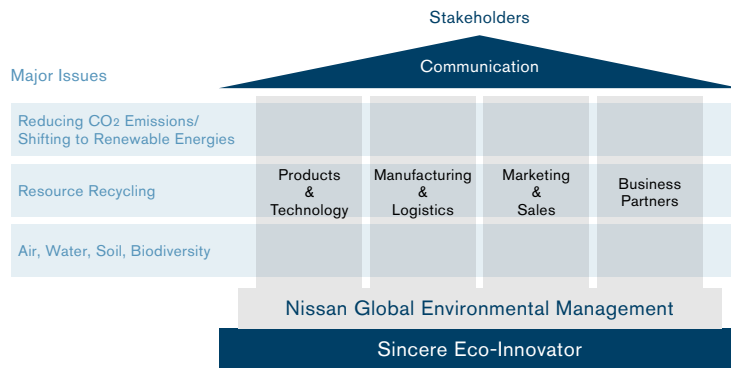 Stakeholders
Communication
Major Issues
Reducing CO2 Emissions/
Shifting to Renewable Energies
Resource Recycling
Products
&
Technology
Manufacturing
&
Logistics
Marketing
&
Sales
Business
Partners
Air, Water, Soil, Biodiversity
Nissan Global Environmental Management
Sincere Eco-Innovator